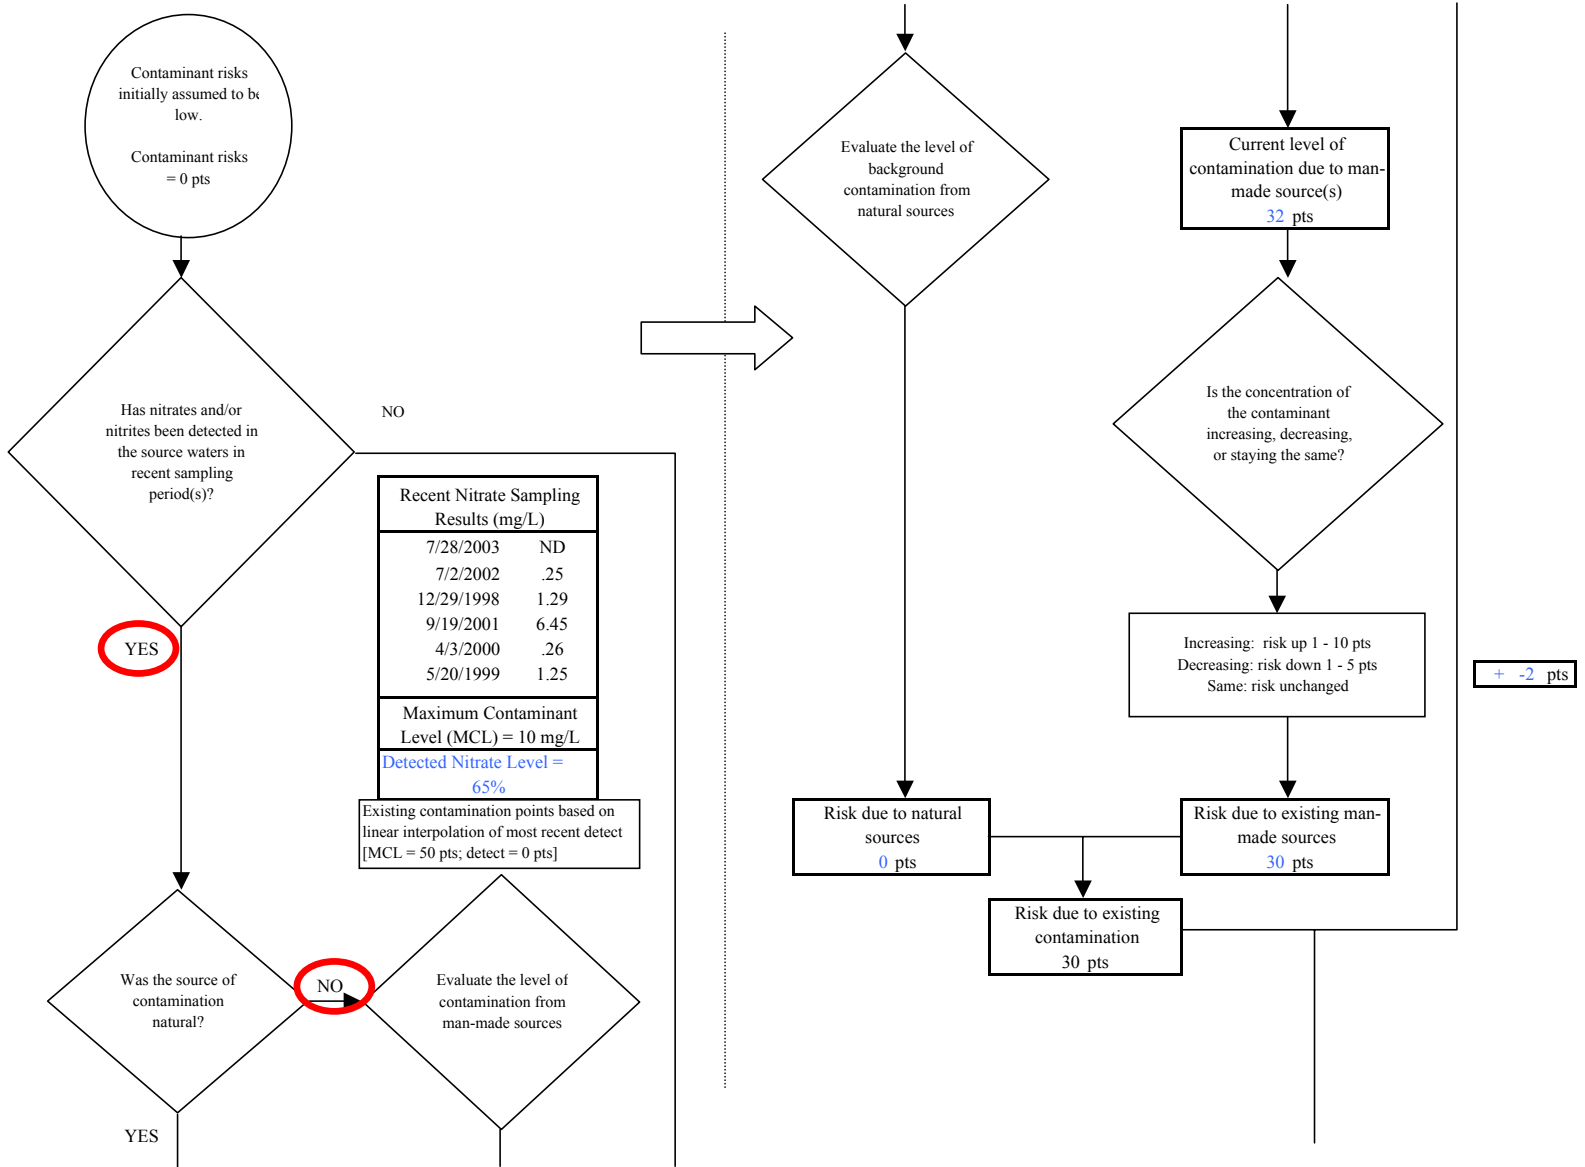 Contaminant risks
initially assumed to be
low.
Contaminant risks
= 0 pts
Has nitrates and/or
nitrites been detected in
the source waters in
recent sampling
period(s)?
NO
YES
Recent Nitrate Sampling
Results (mg/L)
7/28/2003 ND
7/2/2002 .25
12/29/1998 1.29
9/19/2001 6.45
4/3/2000 .26
5/20/1999 1.25
Maximum Contaminant
Level (MCL) = 10 mg/L
Detected Nitrate Level =
65%
Existing contamination points based on
linear interpolation of most recent detect
[MCL = 50 pts; detect = 0 pts]
Was the source of
contamination
natural?
NO
YES
Evaluate the level of
contamination from
man-made sources
Evaluate the level of
background
contamination from
natural sources
Current level of
contamination due to man-
made source(s)
32 pts
Is the concentration of
the contaminant
increasing, decreasing,
or staying the same?
Increasing: risk up 1 - 10 pts
Decreasing: risk down 1 - 5 pts
Same: risk unchanged
+ -2 pts
Risk due to natural
sources
0 pts
Risk due to existing man-
made sources
30 pts
Risk due to existing
contamination
30 pts